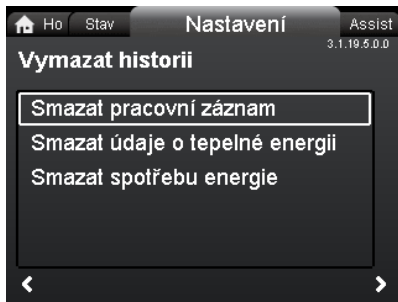 Ho Stav Nastavení Assist
3.1.19.5.0.0
Vymazat historii
Smazat pracovní záznam
Smazat údaje o tepelné energii
Smazat spotřebu energie